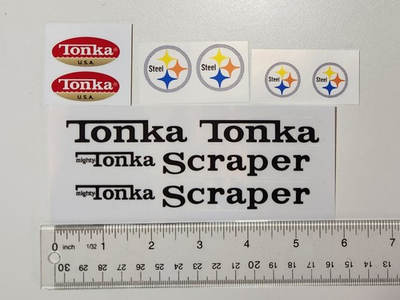 Tonka®
U.S.A.
Tonka®
U.S.A.
Steel
Steel
Steel
Steel
Tonka Tonka
mighty Tonka Scraper
mighty Tonka Scraper
0 inch 1/32 1 2 3 4 5 6 7
30 29 28 27 26 25 24 23 22 21 20 19 18 17 16 15 14 13